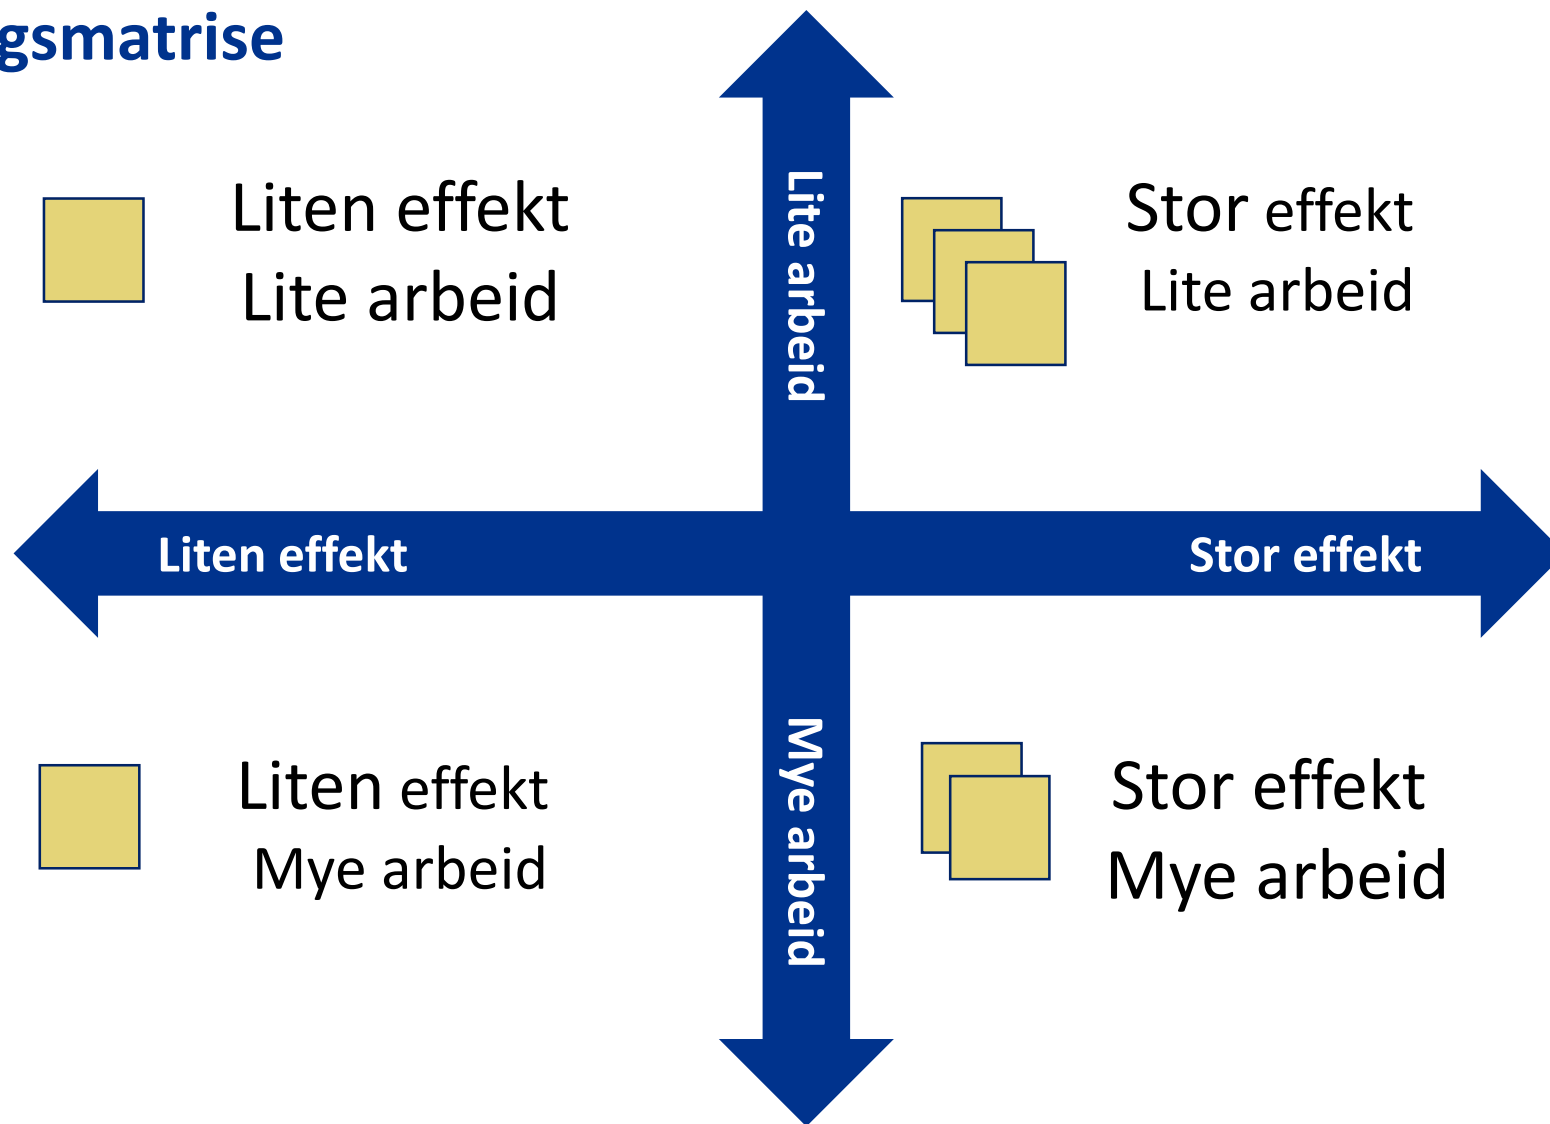 gsmatrise
Liten effekt
Lite arbeid
Lite arbeid
Stor effekt
Lite arbeid
Liten effekt
Stor effekt
Liten effekt
Mye arbeid
Mye arbeid
Stor effekt
Mye arbeid